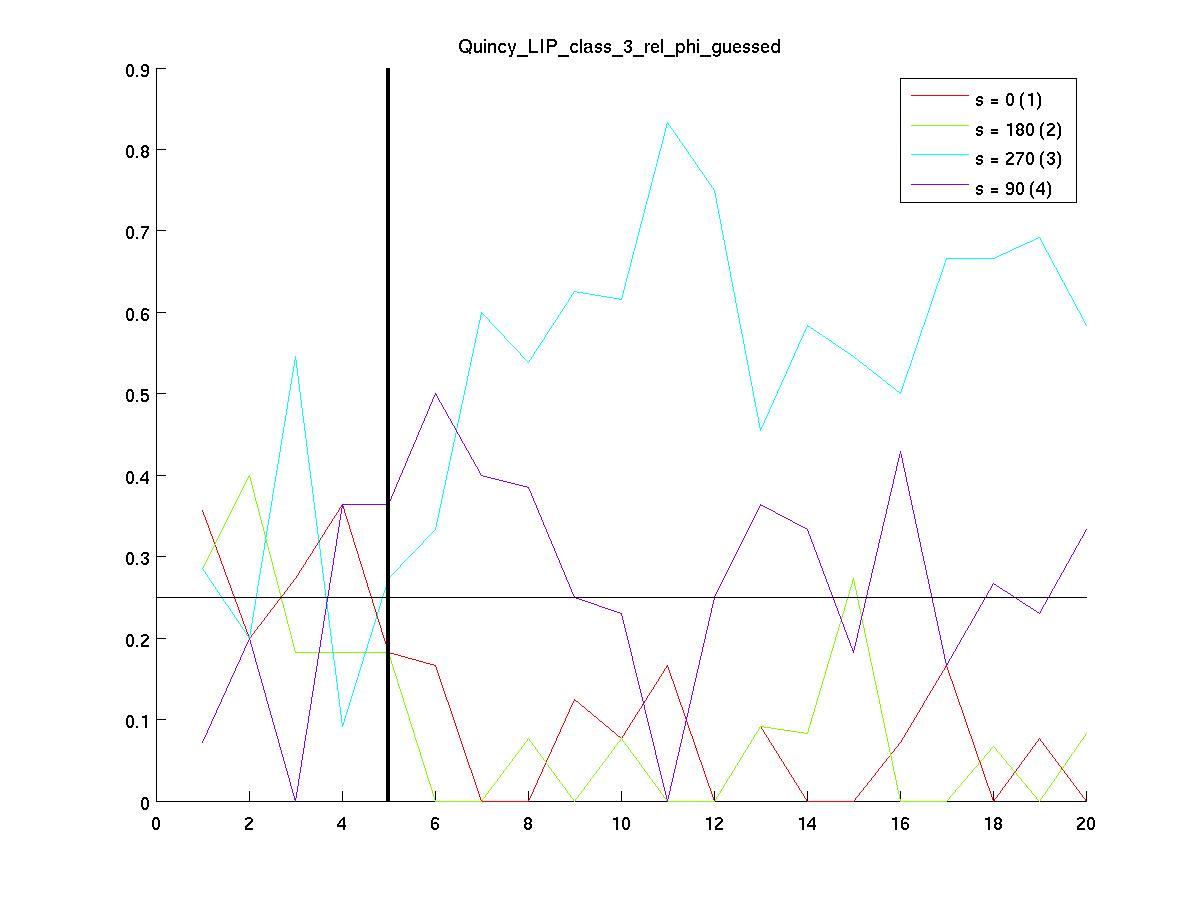 Quincy_LIP_class_3_rel_phi_guessed
s = 0 (1)
s = 180 (2)
s = 270 (3)
s = 90 (4)
0.9
0.8
0.7
0.6
0.5
0.4
0.3
0.2
0.1
0
0 2 4 6 8 10 12 14 16 18 20